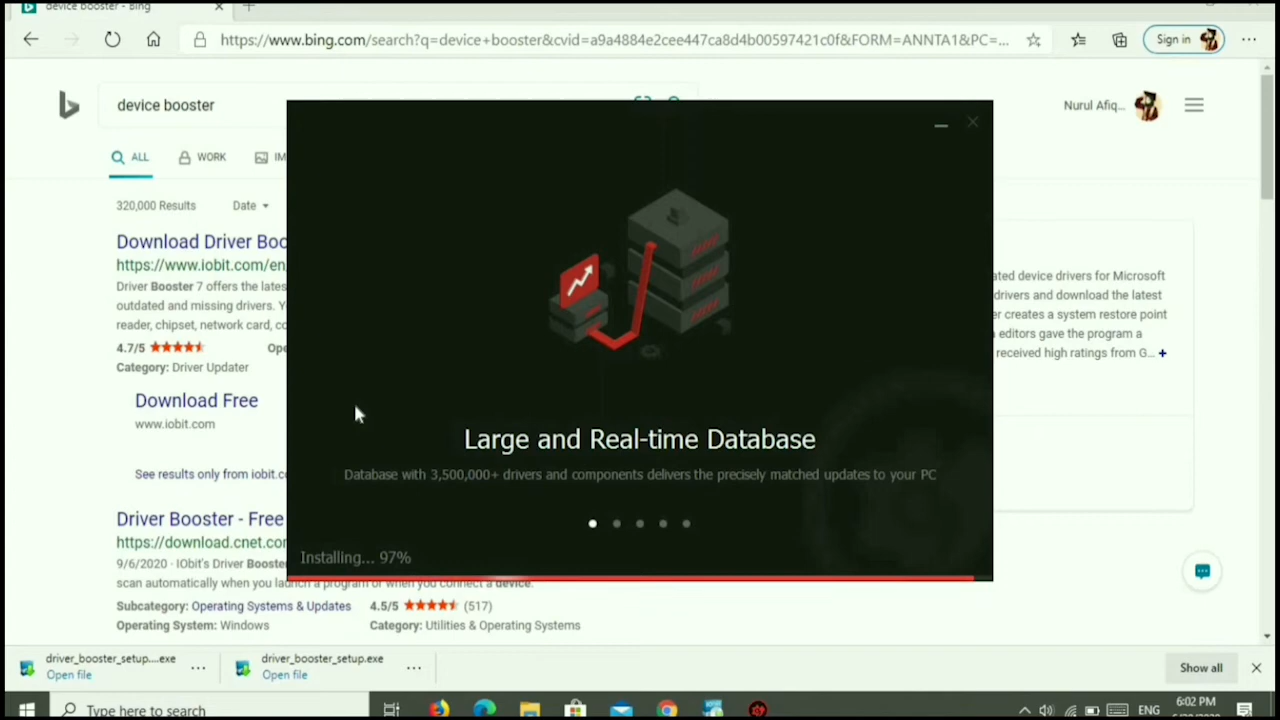 device booster - Bing
https://www.bing.com/search?q=device+booster&cvid=a9a4884e2cee447ca8d4b00597421c0f&FORM=ANNTA1&PC=...
Sign in
device booster
Nurul Afiq...
ALL
WORK
IM
320,000 Results
Date
Download Driver Boo
https://www.iobit.com/en
Driver Booster 7 offers the lates
outdated and missing drivers. Y
reader, chipset, network card, co
4.7/5
Ope
Category: Driver Updater
Download Free
www.iobit.com
See results only from iobit.c
Driver Booster - Free
https://download.cnet.cor
9/6/2020 - IObit's Driver Booster
scan automatically when you launch a program or when you connect a device.
Subcategory: Operating Systems & Updates
4.5/5
(517)
Operating System: Windows
Category: Utilities & Operating Systems
ated device drivers for Microsoft
drivers and download the latest
er creates a system restore point
editors gave the program a
received high ratings from G... +
Large and Real-time Database
Database with 3,500,000+ drivers and components delivers the precisely matched updates to your PC
Installing... 97%
driver_booster_setup....exe
Open file
driver_booster_setup.exe
Open file
Show all
Type here to search
ENG
6:02 PM